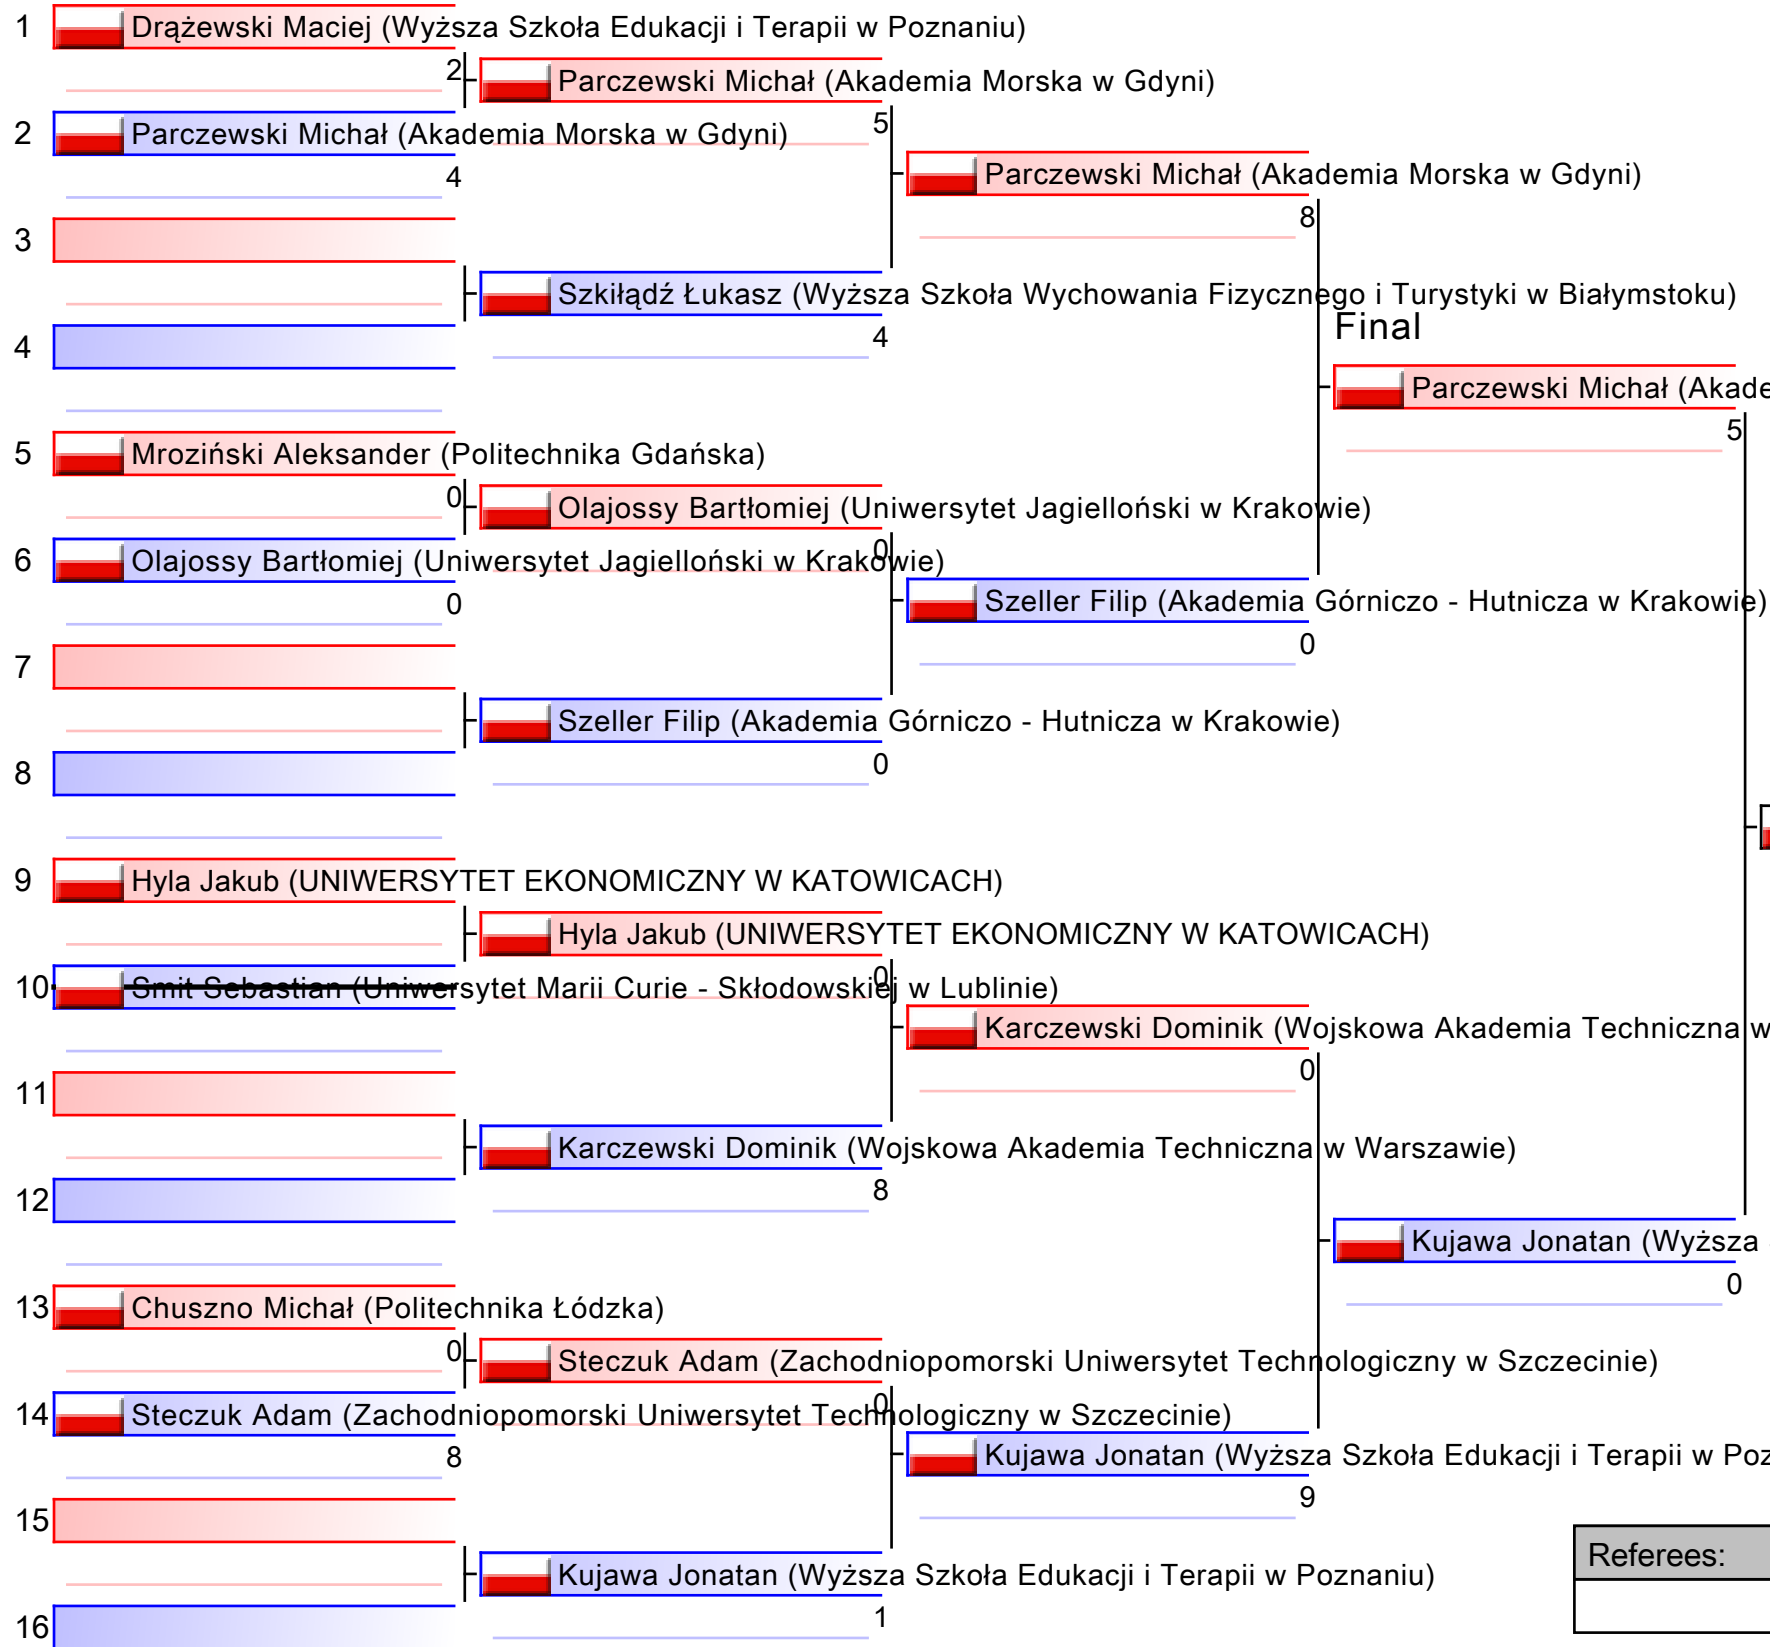 1 Drążewski Maciej (Wyższa Szkoła Edukacji i Terapii w Poznaniu)
2
Parczewski Michał (Akademia Morska w Gdyni)
5
2 Parczewski Michał (Akademia Morska w Gdyni)
4
Parczewski Michał (Akademia Morska w Gdyni)
8
3
Szkiłądź Łukasz (Wyższa Szkoła Wychowania Fizycznego i Turystyki w Białymstoku)
4
4
Final
Parczewski Michał (Akade
5
5 Mroziński Aleksander (Politechnika Gdańska)
0
Olajossy Bartłomiej (Uniwersytet Jagielloński w Krakowie)
0
6 Olajossy Bartłomiej (Uniwersytet Jagielloński w Krakowie)
0
Szeller Filip (Akademia Górniczo - Hutnicza w Krakowie)
0
7
Szeller Filip (Akademia Górniczo - Hutnicza w Krakowie)
0
8
9 Hyla Jakub (UNIWERSYTET EKONOMICZNY W KATOWICACH)
Hyla Jakub (UNIWERSYTET EKONOMICZNY W KATOWICACH)
0
10 Smit Sebastian (Uniwersytet Marii Curie - Skłodowskiej w Lublinie)
Karczewski Dominik (Wojskowa Akademia Techniczna w
0
11
Karczewski Dominik (Wojskowa Akademia Techniczna w Warszawie)
8
12
Kujawa Jonatan (Wyższa
0
13 Chuszno Michał (Politechnika Łódzka)
0
Steczuk Adam (Zachodniopomorski Uniwersytet Technologiczny w Szczecinie)
0
14 Steczuk Adam (Zachodniopomorski Uniwersytet Technologiczny w Szczecinie)
8
Kujawa Jonatan (Wyższa Szkoła Edukacji i Terapii w Poz
9
15
Kujawa Jonatan (Wyższa Szkoła Edukacji i Terapii w Poznaniu)
1
16
Referees: